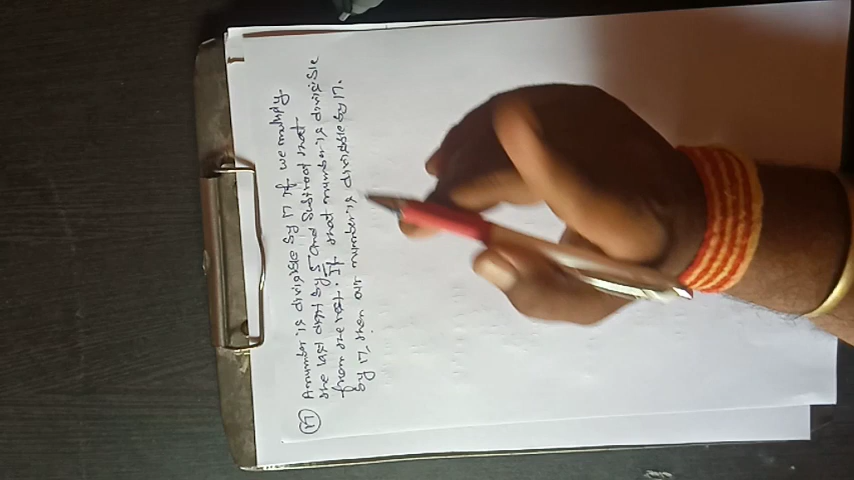 17 A number is divisible by 17 if we multiply
the last digit by 5 and subtract that
from the rest. If that number is divisible
by 17, then our number is divisible by 17.